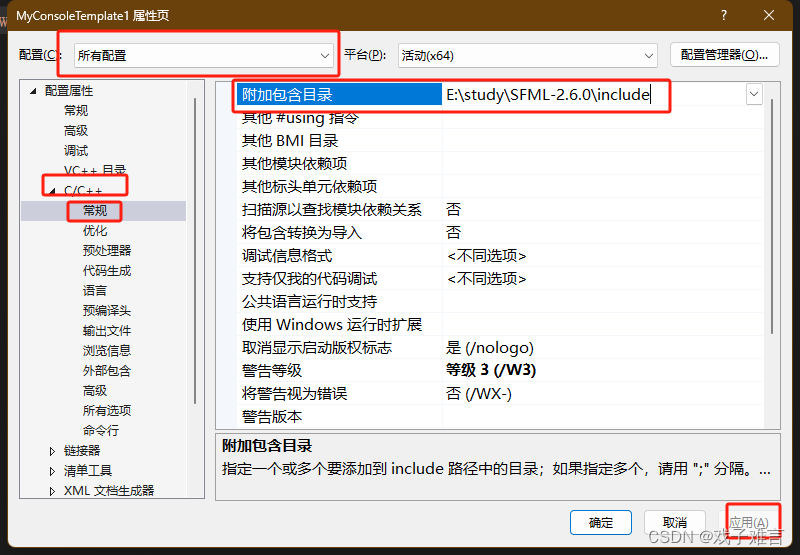 MyConsoleTemplate1 属性页
?
配置(C):
所有配置
平台(P):
活动(x64)
配置管理器(O)...
配置属性
常规
高级
调试
VC++ 目录
C/C++
常规
优化
预处理器
代码生成
语言
预编译头
输出文件
浏览信息
外部包含
高级
所有选项
命令行
链接器
清单工具
XML 文档生成器
附加包含目录 E:\study\SFML-2.6.0\include
其他 #using 指令
其他 BMI 目录
其他模块依赖项
其他标头单元依赖项
扫描源以查找模块依赖关系 否
将包含转换为导入 否
调试信息格式 <不同选项>
支持仅我的代码调试 <不同选项>
公共语言运行时支持
使用 Windows 运行时扩展
取消显示启动版权标志 是 (/nologo)
警告等级 等级 3 (/W3)
将警告视为错误 否 (/WX-)
警告版本
附加包含目录
指定一个或多个要添加到 include 路径中的目录；如果指定多个，请用 ";" 分隔。...
确定
取消
应用(A)
CSDN @戏子难言